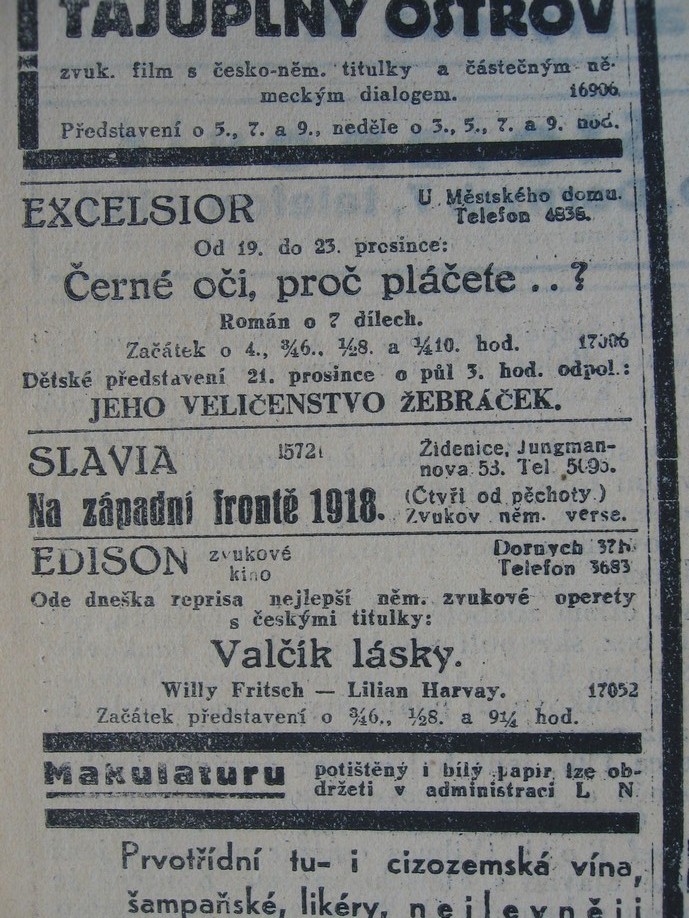 TAJUPLNÝ OSTROV
zvuk. film s česko-něm. titulky a částečným ně-
meckým dialogem. 16906
Představení o 5., 7. a 9., neděle o 3., 5., 7. a 9. hod.
EXCELSIOR U Městského domu.
Telefon 4836.
Od 19. do 23. prosince:
Černé oči, proč pláčete ..?
Román o 7 dílech.
Začátek o 4., ¾6., ½8. a ¼10. hod. 17006
Dětské představení 21. prosince o půl 3. hod. odpol.:
JEHO VELIČENSTVO ŽEBRÁČEK.
SLAVIA 15721 Židenice, Jungman-
nova 53. Tel 5695.
Na západní frontě 1918. (Čtyři od pěchoty.)
Zvukov něm. verse.
EDISON zvukové Dornych
kino Telefon 3683
Ode dneška reprisa nejlepší něm. zvukové operety
s českými titulky:
Valčík lásky.
Willy Fritsch — Lilian Harvay. 17052
Začátek představení o ¾6., ½8. a 9¼ hod.
Makulaturu potištěný i bílý papír lze ob-
držeti v administraci L N
Prvotřídní tu- i cizozemská vína,
šampaňské, likéry, nejlevněji